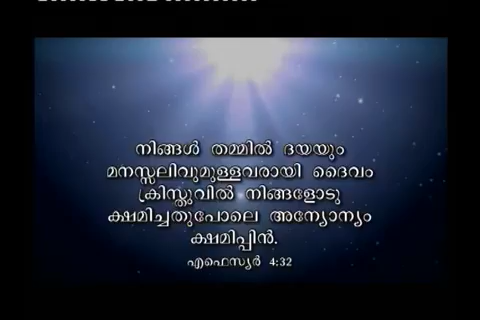 നിങ്ങൾ തമ്മിൽ ദയയും
മനസ്സലിവുമുള്ളവരായി ദൈവം
ക്രിസ്തുവിൽ നിങ്ങളോടു
ക്ഷമിച്ചതുപോലെ അന്യോന്യം
ക്ഷമിപ്പിൻ.
എഫെസ്യർ 4:32